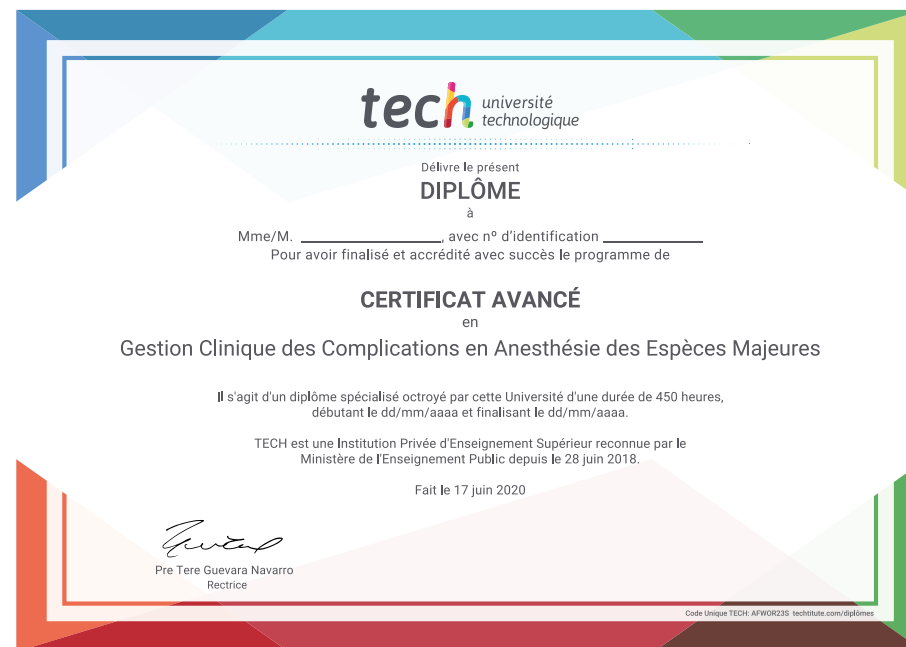 tech université
technologique
Délivre le présent
DIPLÔME
à
Mme/M. ____________________, avec nº d'identification ______________
Pour avoir finalisé et accrédité avec succès le programme de
CERTIFICAT AVANCÉ
en
Gestion Clinique des Complications en Anesthésie des Espèces Majeures
Il s'agit d'un diplôme spécialisé octroyé par cette Université d'une durée de 450 heures,
débutant le dd/mm/aaaa et finalisant le dd/mm/aaaa.
TECH est une Institution Privée d'Enseignement Supérieur reconnue par le
Ministère de l'Enseignement Public depuis le 28 juin 2018.
Fait le 17 juin 2020
Pre Tere Guevara Navarro
Rectrice
Code Unique TECH: AFWOR23S techtitute.com/diplômes